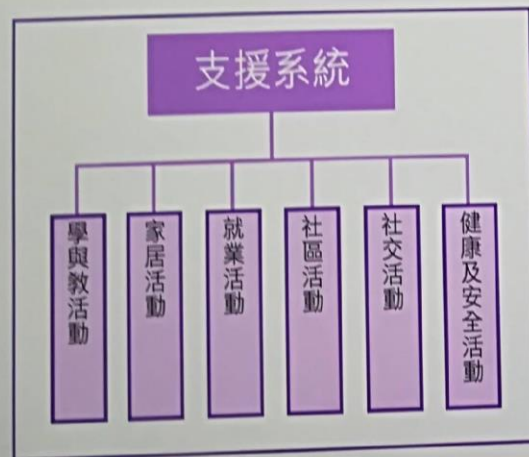 支援系統
學與教活動
家居活動
就業活動
社區活動
社交活動
健康及安全活動